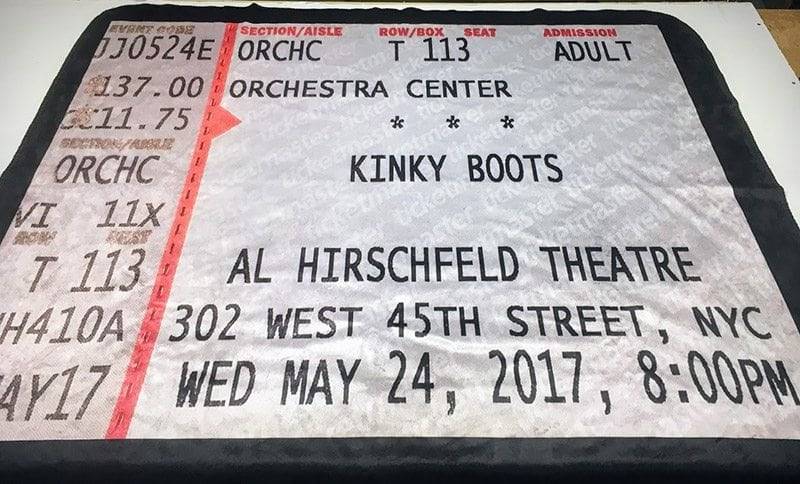 EVENT CODE
JJ0524E
$137.00
11.75
SECTION/AISLE
ORCHC
VI 11X
ROW SEAT
T 113
H410A
AY17
SECTION/AISLE ROW/BOX SEAT ADMISSION
ORCHC T 113 ADULT
ORCHESTRA CENTER
* * *
KINKY BOOTS
AL HIRSCHFELD THEATRE
302 WEST 45TH STREET, NYC
WED MAY 24, 2017, 8:00PM
ticketmaster